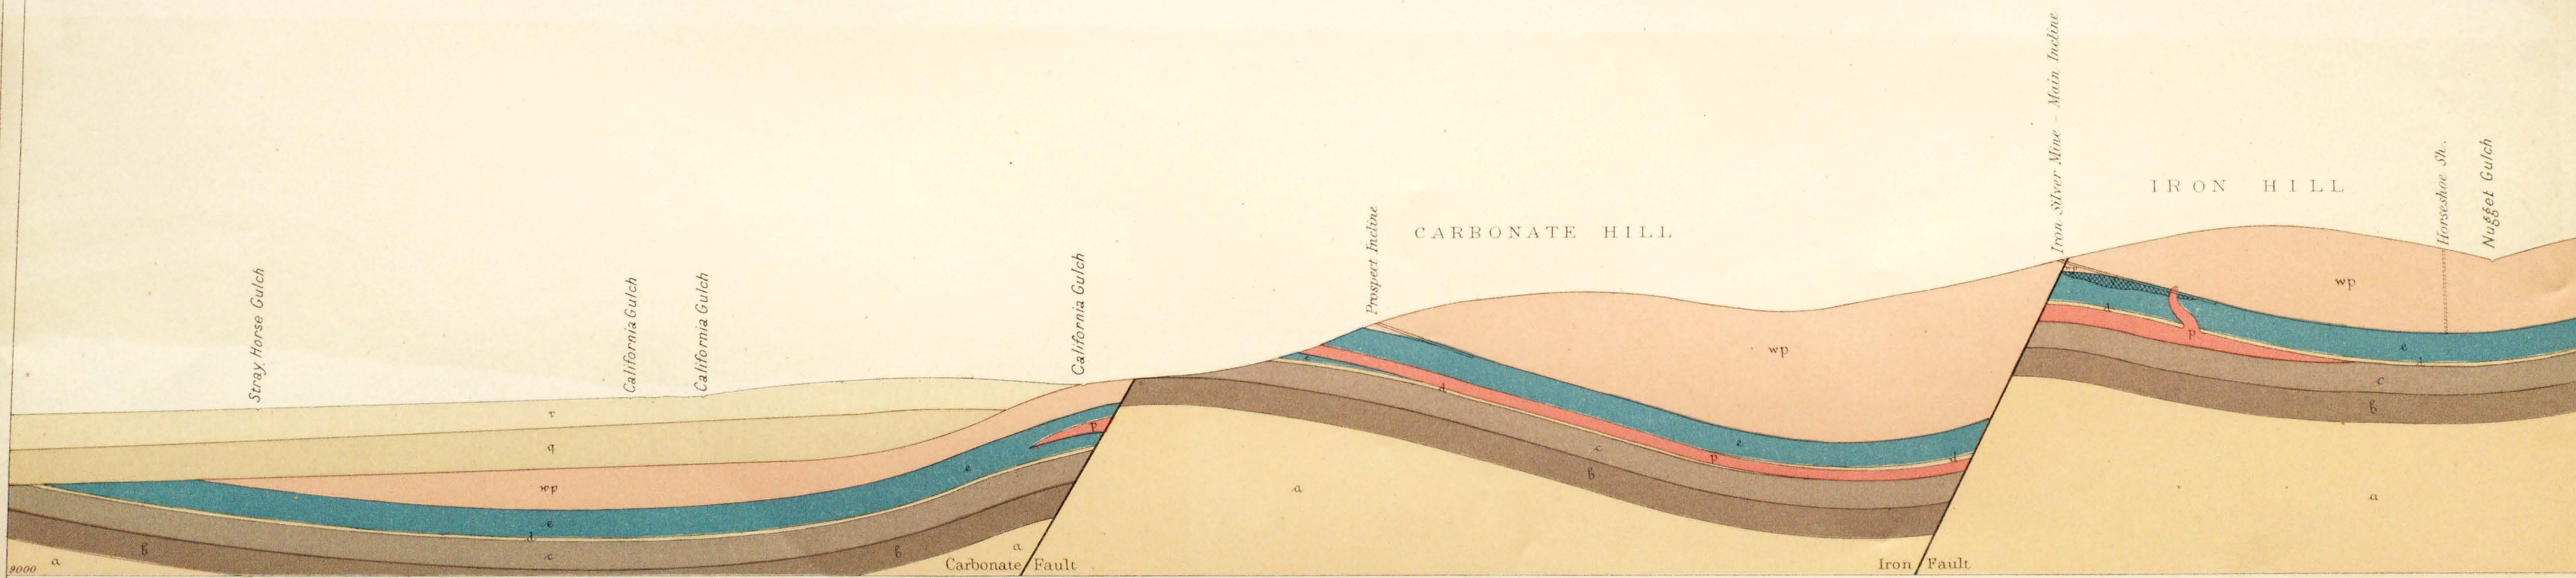 Iron Silver Mine - Main Incline
IRON HILL
Horseshoe Sh.
Nugget Gulch
Prospect Incline
CARBONATE HILL
Stray Horse Gulch
California Gulch
California Gulch
California Gulch
r
q
wp
e
d
c
b
b
a
a
e
p
a
wp
e
d
p
c
b
d
wp
d
p
e
d
c
b
a
9000
Carbonate Fault
Iron Fault